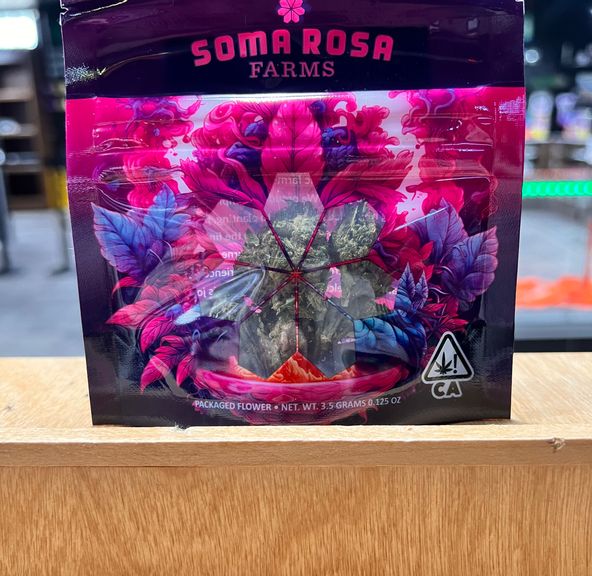 SOMA ROSA
FARMS
PACKAGED FLOWER • NET. WT. 3.5 GRAMS 0.125 OZ
CA